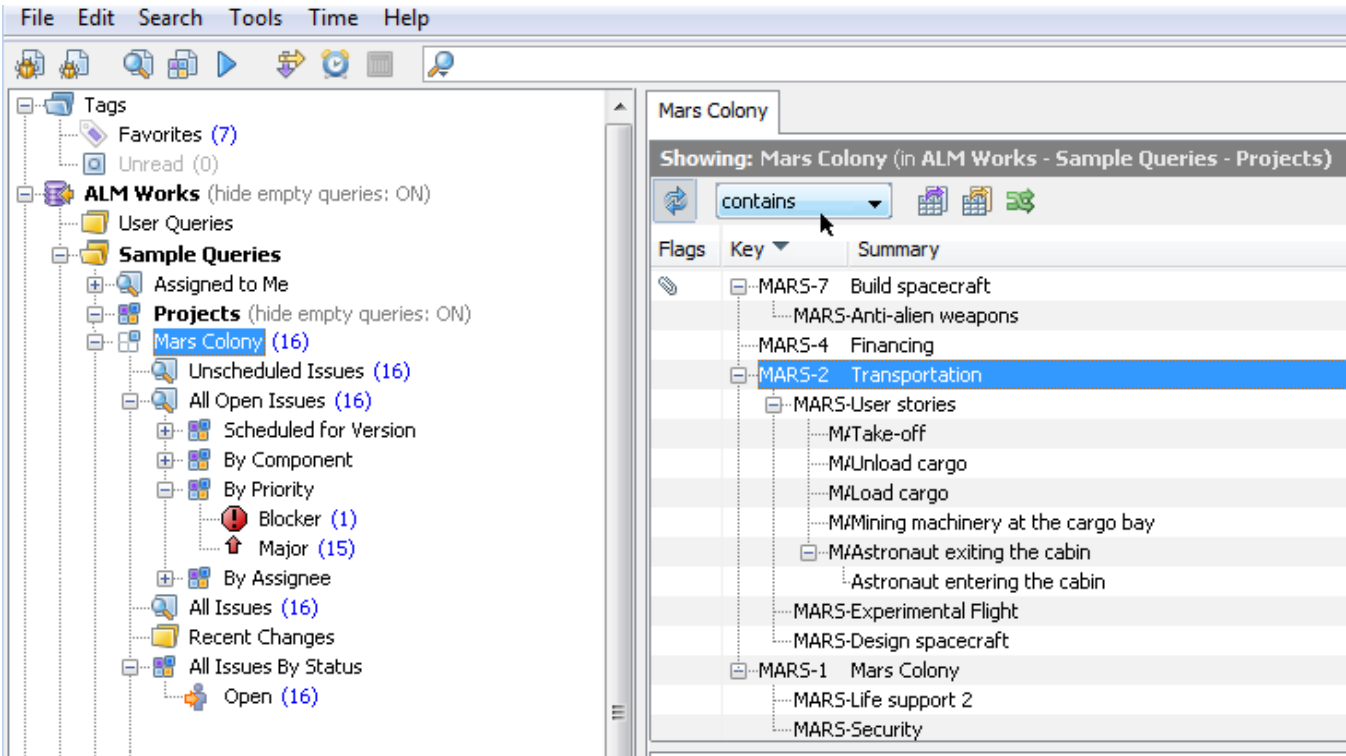 File Edit Search Tools Time Help
Tags
Favorites (7)
Unread (0)
ALM Works (hide empty queries: ON)
User Queries
Sample Queries
Assigned to Me
Projects (hide empty queries: ON)
Mars Colony (16)
Unscheduled Issues (16)
All Open Issues (16)
Scheduled for Version
By Component
By Priority
Blocker (1)
Major (15)
By Assignee
All Issues (16)
Recent Changes
All Issues By Status
Open (16)
Mars Colony
Showing: Mars Colony (in ALM Works - Sample Queries - Projects)
contains
Flags Key Summary
MARS-7 Build spacecraft
MARS-Anti-alien weapons
MARS-4 Financing
MARS-2 Transportation
MARS-User stories
MATake-off
MAUnload cargo
MALoad cargo
MAMining machinery at the cargo bay
MAAstronaut exiting the cabin
Astronaut entering the cabin
MARS-Experimental Flight
MARS-Design spacecraft
MARS-1 Mars Colony
MARS-Life support 2
MARS-Security